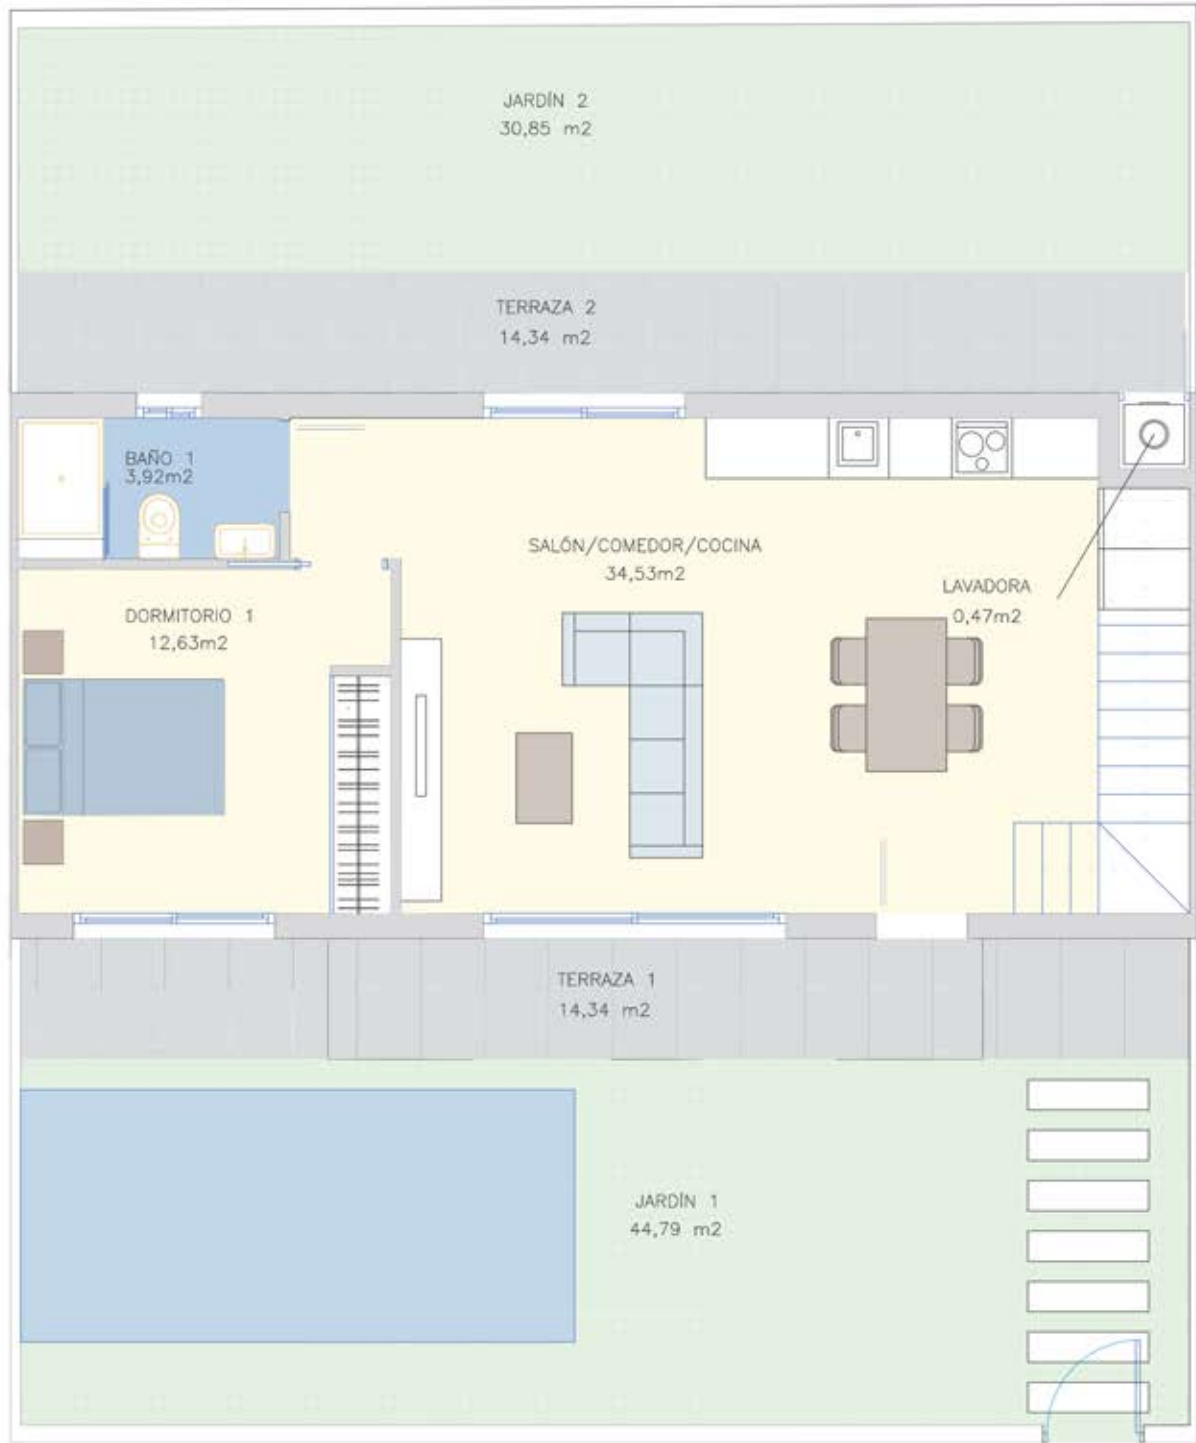 JARDÍN 2
30,85 m2
TERRAZA 2
14,34 m2
BAÑO 1
3,92m2
SALÓN/COMEDOR/COCINA
34,53m2
LAVADORA
0,47m2
DORMITORIO 1
12,63m2
TERRAZA 1
14,34 m2
JARDÍN 1
44,79 m2